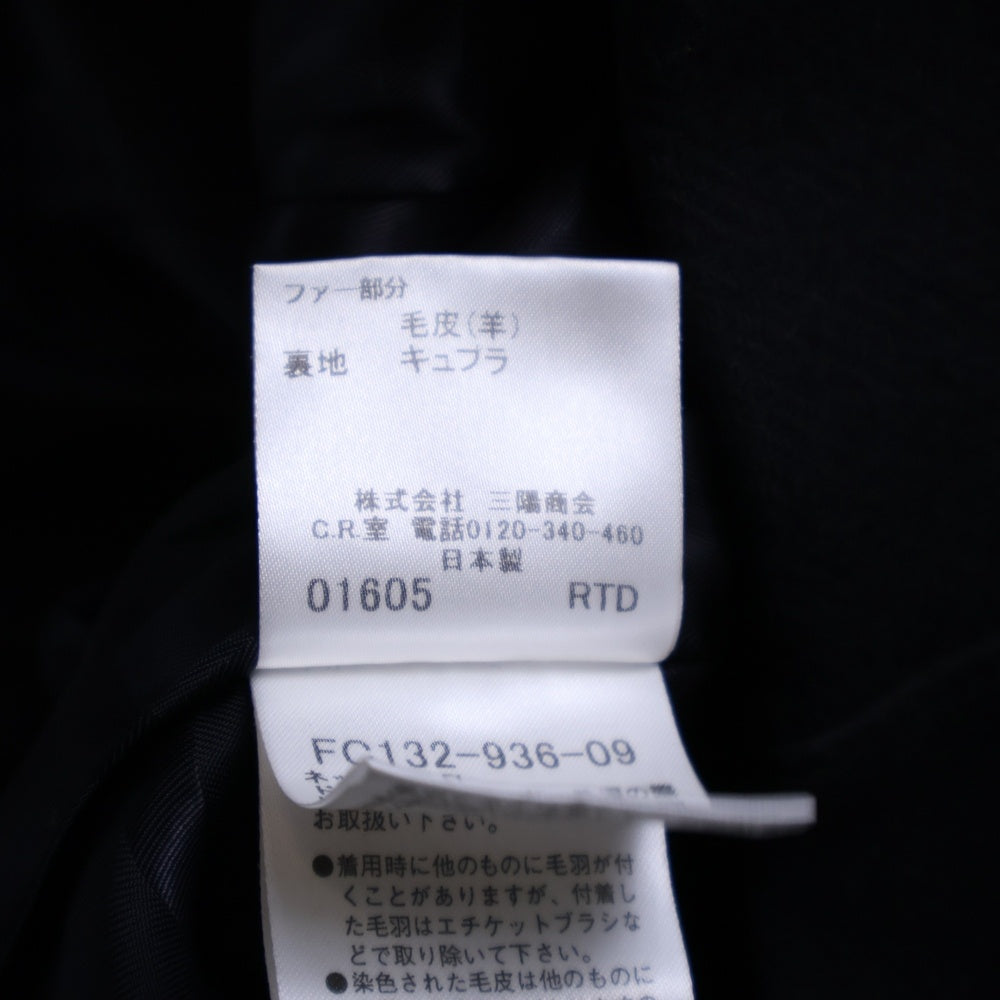 ファー部分
毛皮(羊)
裏地 キュプラ
株式会社 三陽商会
C.R.室 電話0120-340-460
日本製
01605 RTD
FC132-936-09
お取扱い下さい。
●着用時に他のものに毛羽が付
くことがありますが、付着し
た毛羽はエチケットブラシな
どで取り除いて下さい。
●染色された毛皮は他のものに